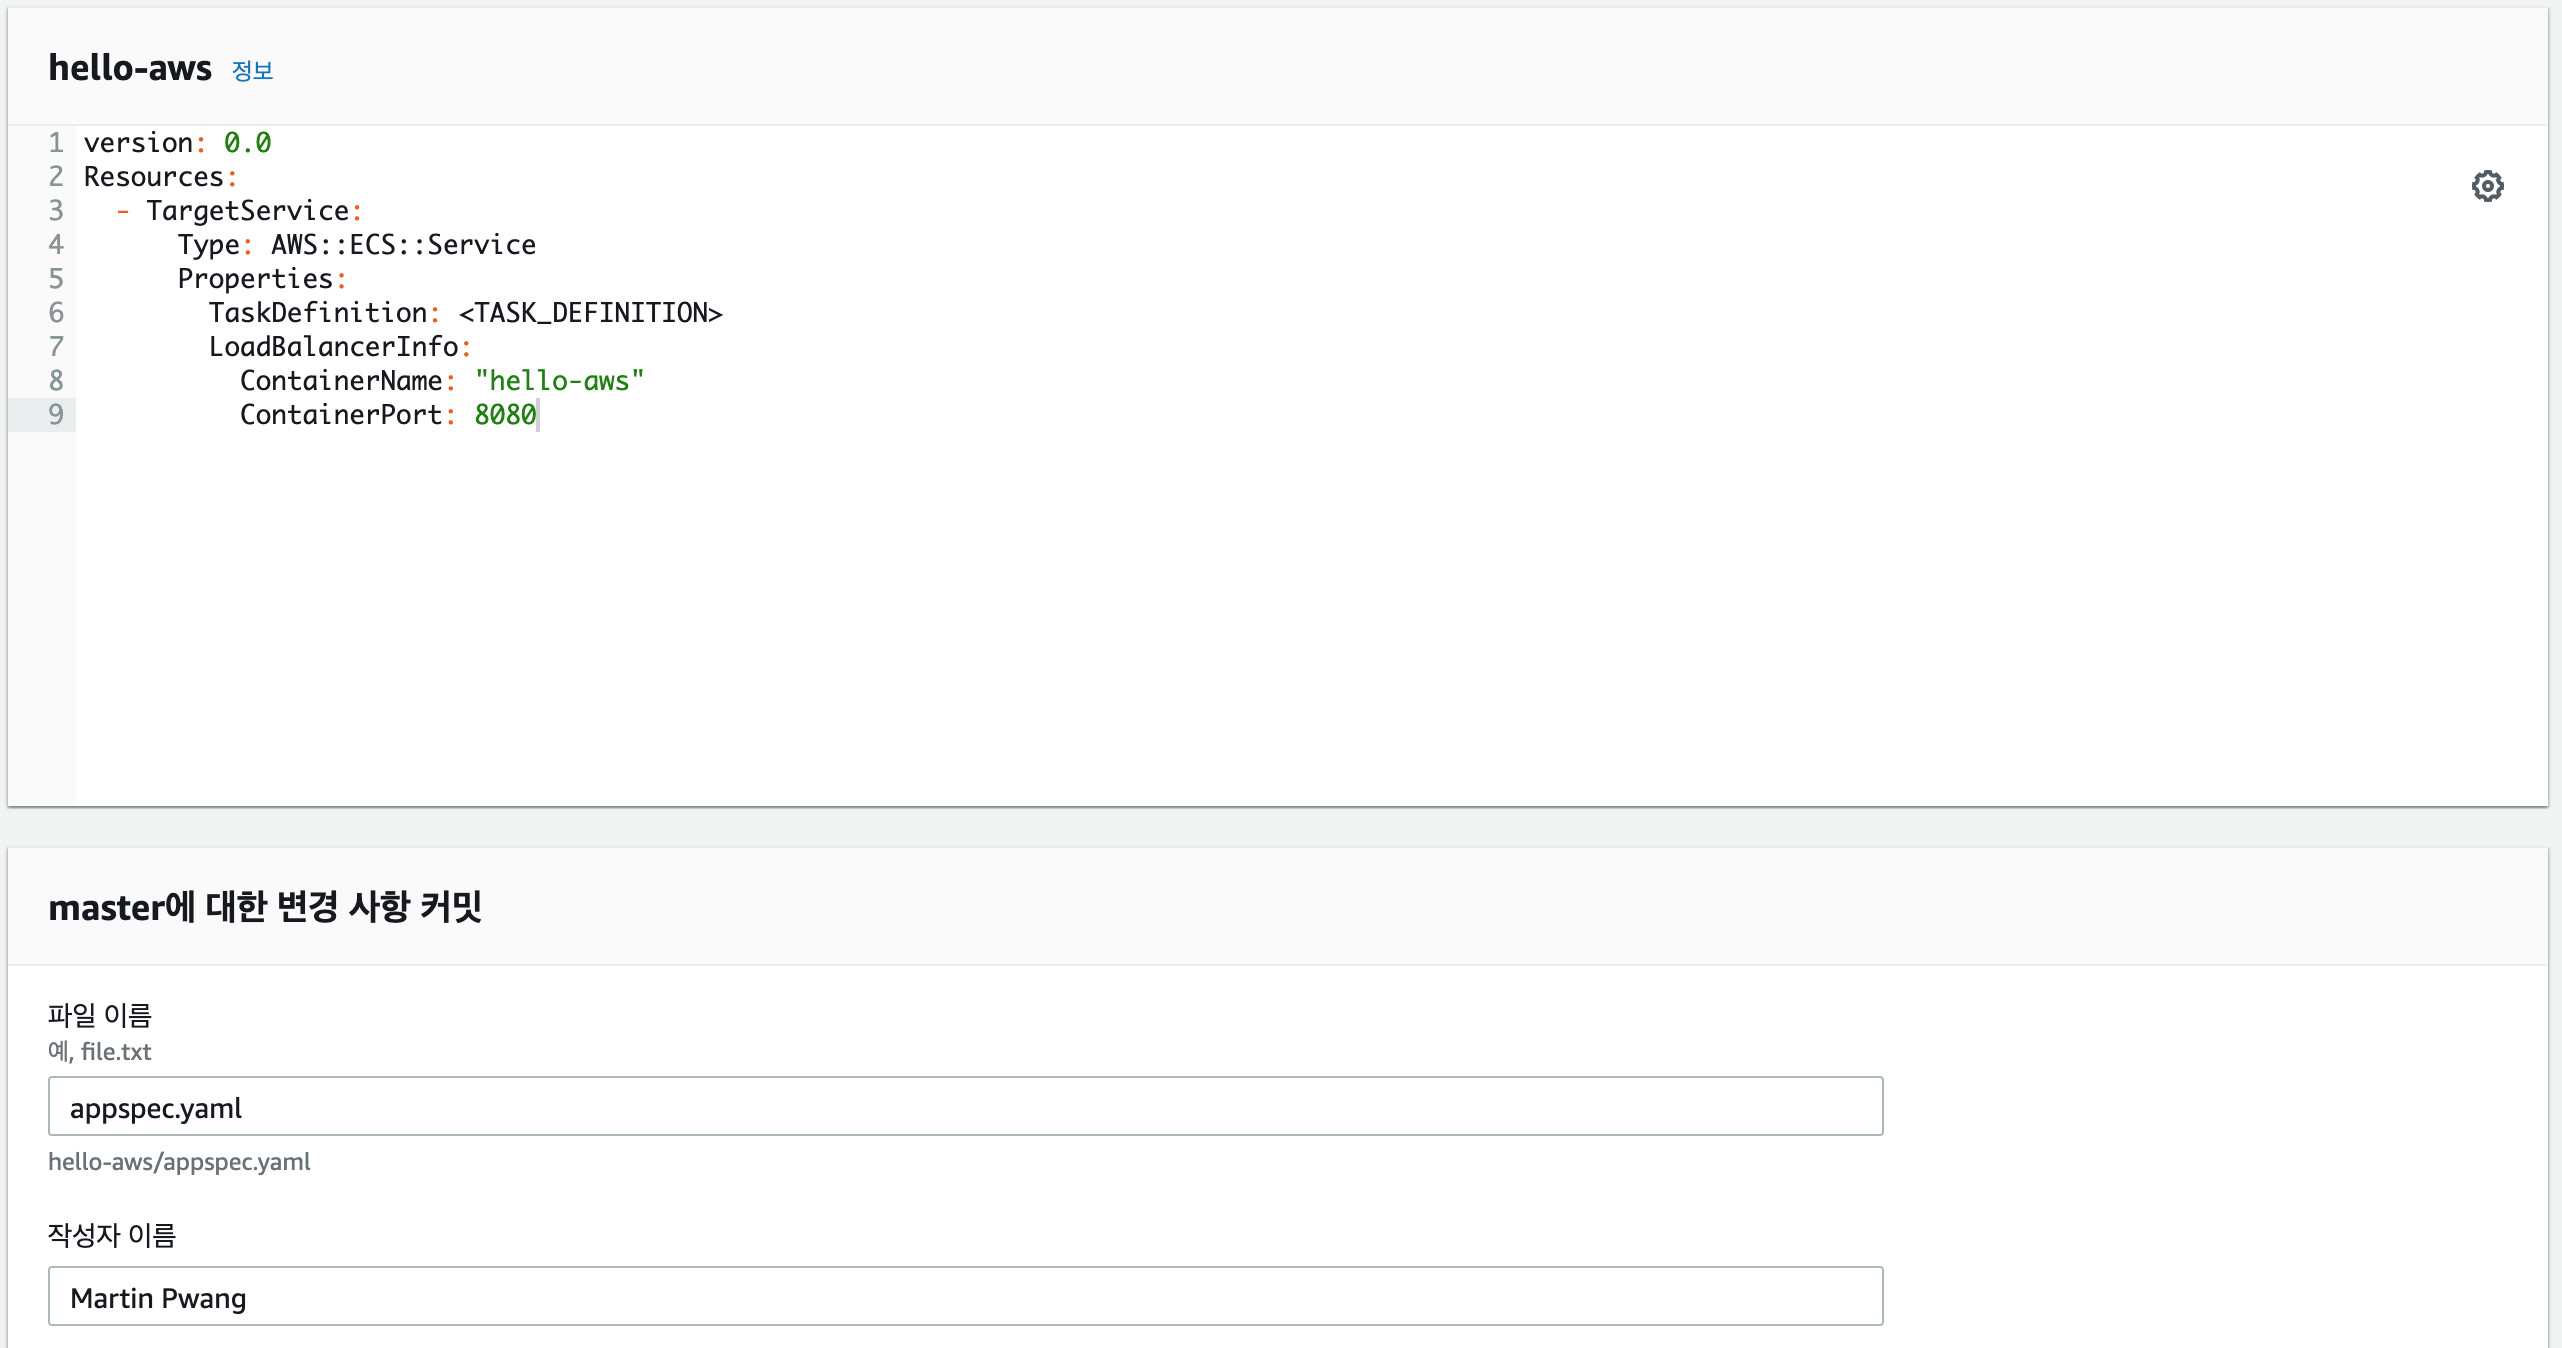 hello-aws 정보
1 version: 0.0
2 Resources:
3   - TargetService:
4       Type: AWS::ECS::Service
5       Properties:
6         TaskDefinition: <TASK_DEFINITION>
7         LoadBalancerInfo:
8           ContainerName: "hello-aws"
9           ContainerPort: 8080
master에 대한 변경 사항 커밋
파일 이름
예, file.txt
appspec.yaml
hello-aws/appspec.yaml
작성자 이름
Martin Pwang